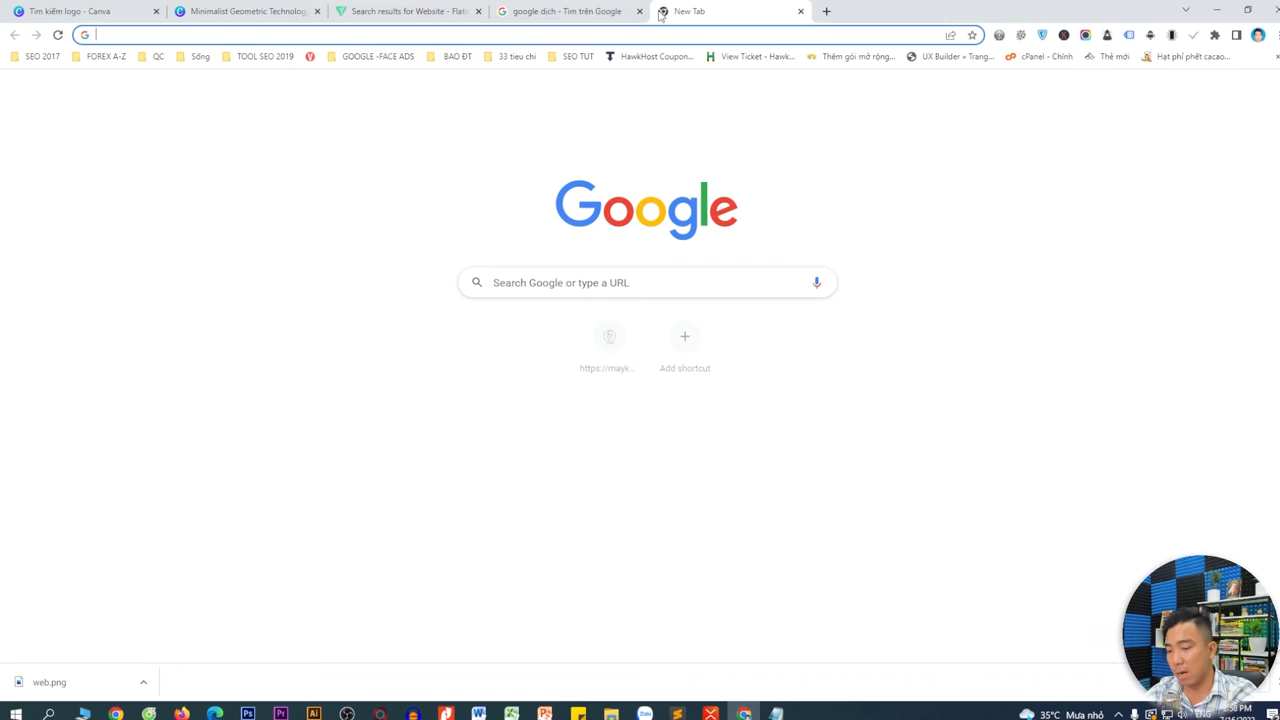 Tìm kiếm logo - Canva
Minimalist Geometric Technolog
Search results for Website - Flatic
google dịch - Tìm trên Google
New Tab
SEO 2017
FOREX A-Z
QC
Sống
TOOL SEO 2019
GOOGLE -FACE ADS
BAO ĐT
33 tieu chi
SEO TUT
HawkHost Coupon...
View Ticket - Hawk...
Thêm gói mở rộng...
UX Builder » Trang...
cPanel - Chính
Thẻ mới
Hạt phỉ phết cacao...
Google
Search Google or type a URL
https://mayk...
Add shortcut
web.png
35°C Mưa nhỏ
ENG